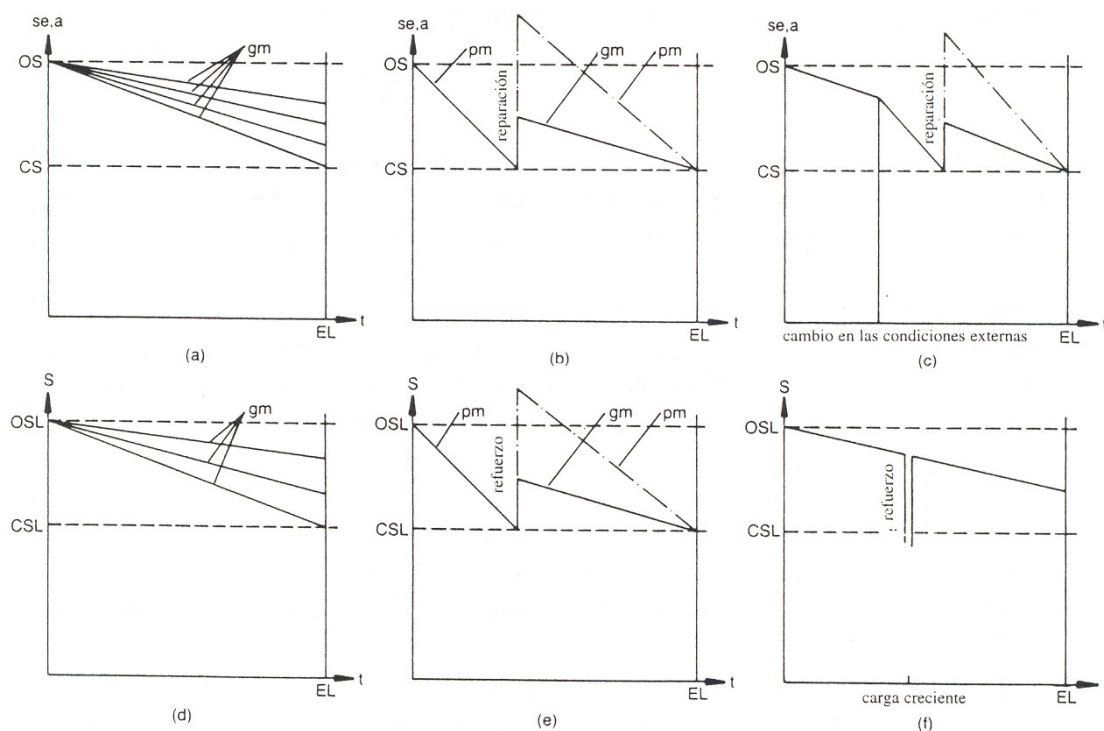 se,a
OS
CS
gm
EL
t
(a)
se,a
OS
CS
pm
reparación
gm
pm
EL
t
(b)
se,a
OS
CS
reparación
EL
t
cambio en las condiciones externas
(c)
S
OSL
CSL
gm
EL
t
(d)
S
OSL
CSL
pm
refuerzo
gm
pm
EL
t
(e)
S
OSL
CSL
refuerzo
EL
t
carga creciente
(f)